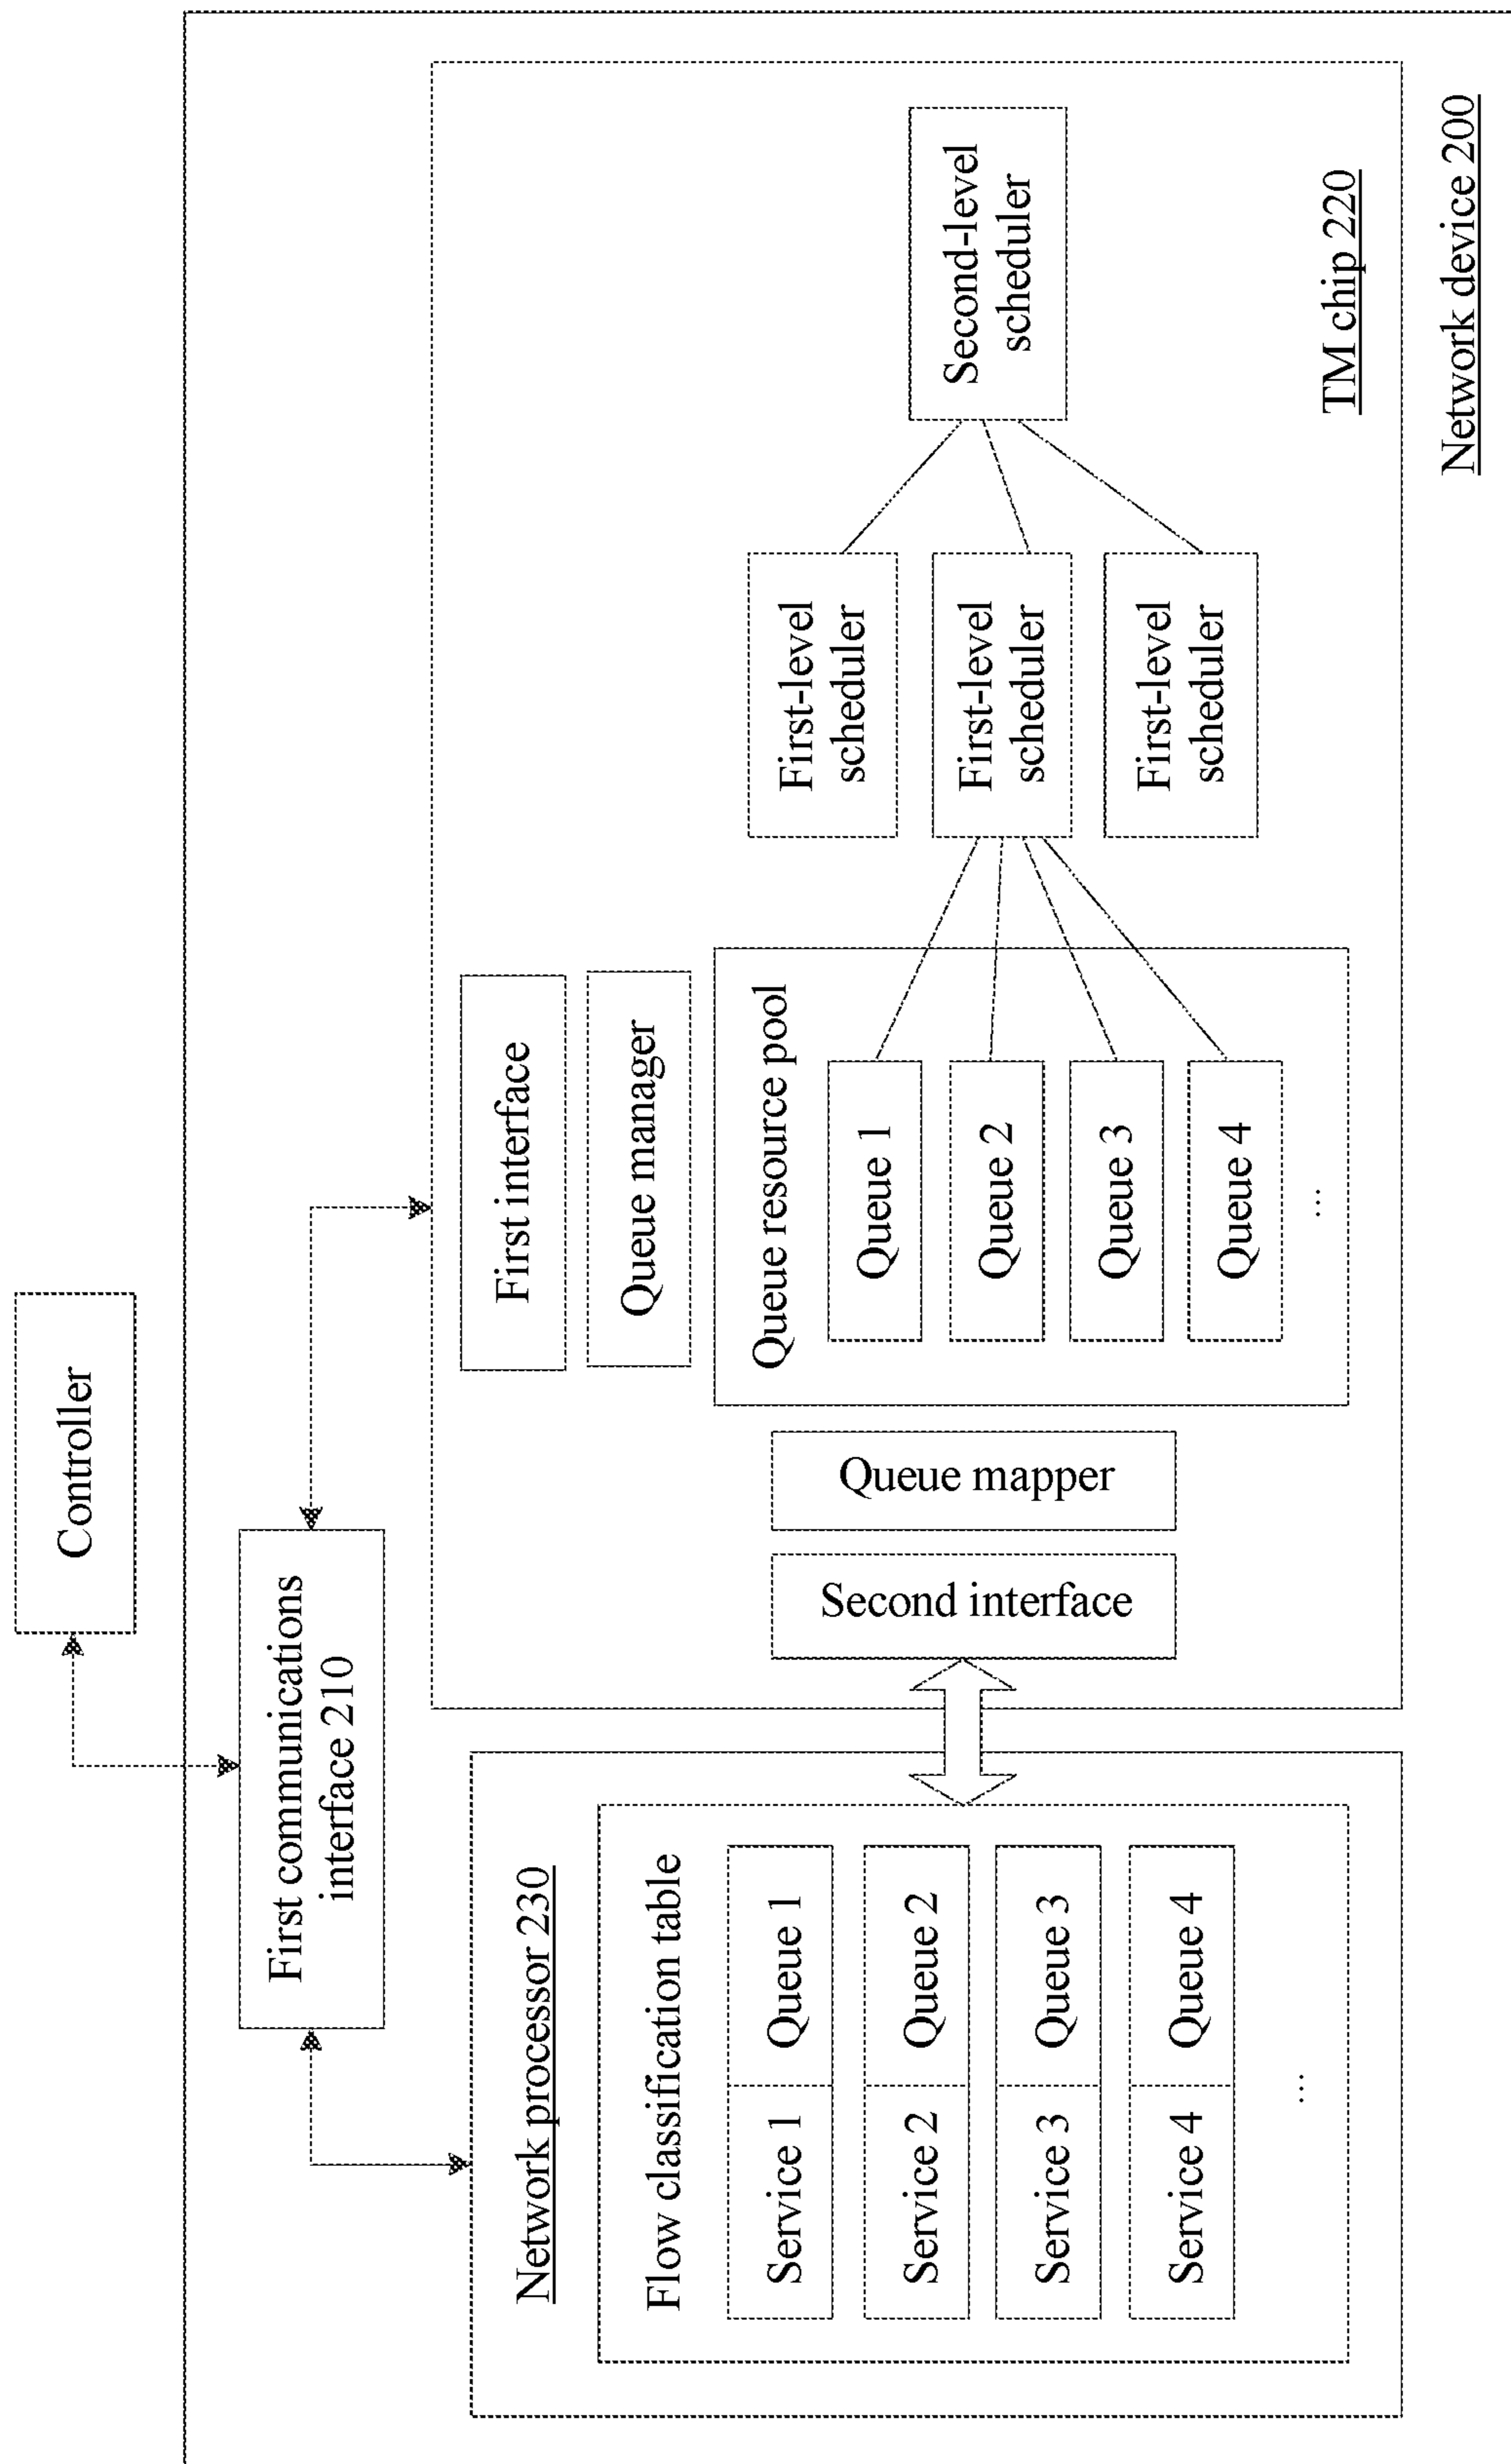 Controller
First communications
interface 210
Network processor 230
Flow classification table
Service 1 Queue 1
Service 2 Queue 2
Service 3 Queue 3
Service 4 Queue 4
...
First interface
Queue manager
Second interface
Queue mapper
Queue resource pool
Queue 1
Queue 2
Queue 3
Queue 4
...
First-level
scheduler
First-level
scheduler
First-level
scheduler
Second-level
scheduler
TM chip 220
Network device 200